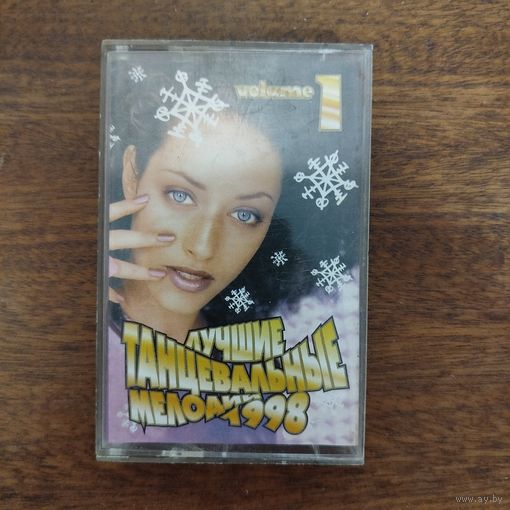 volume 1
ЛУЧШИЕ
ТАНЦЕВАЛЬНЫЕ
МЕЛОДИИ 1998
www.ay.by